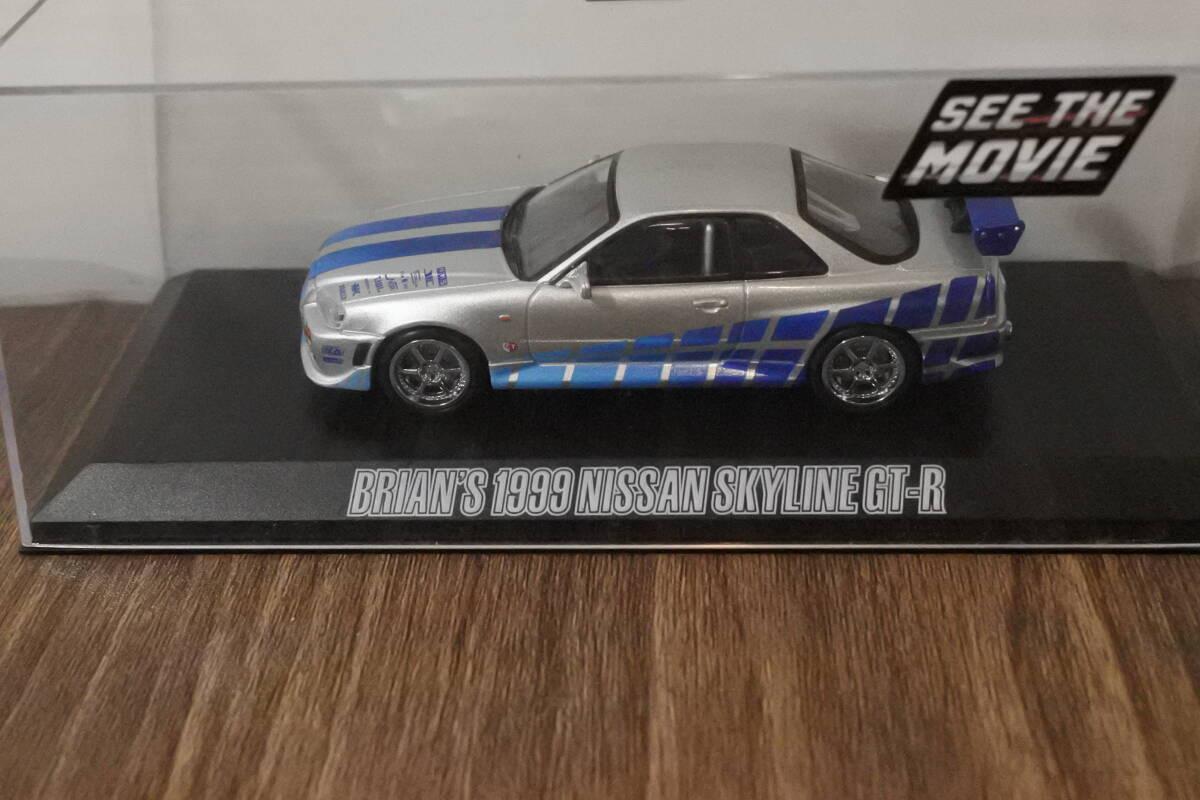 SEE THE
MOVIE
BRIAN'S 1999 NISSAN SKYLINE GT-R